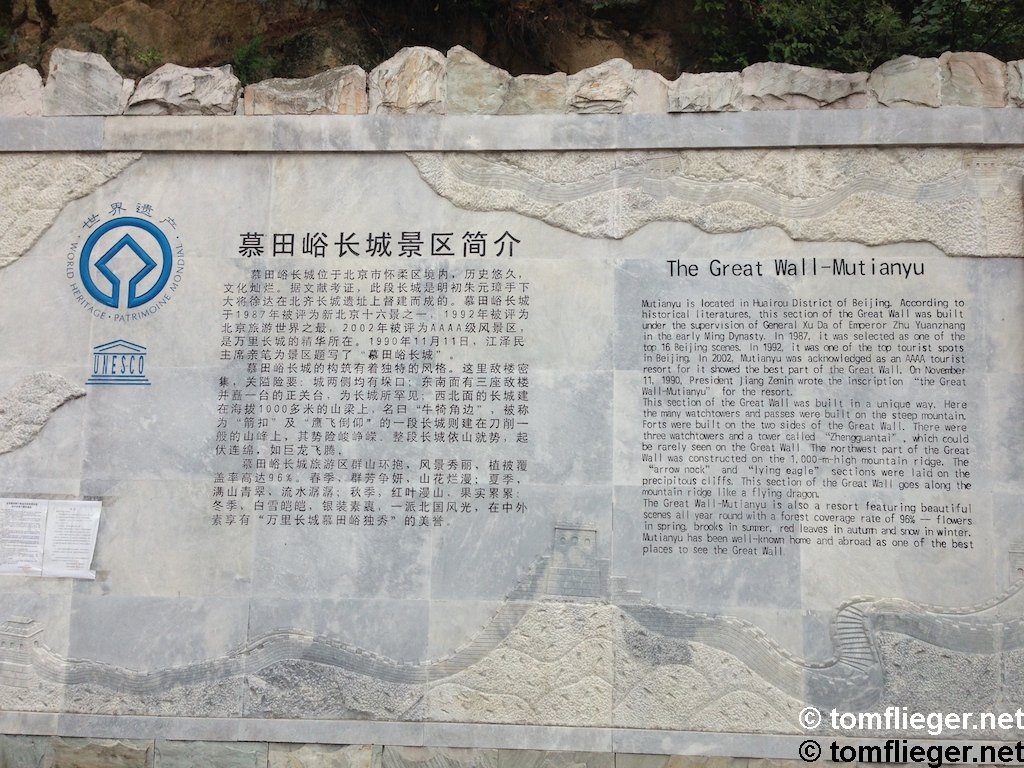 ·世界遗产·
WORLD HERITAGE · PATRIMOINE MONDIAL
UNESCO
慕田峪长城景区简介
慕田峪长城位于北京市怀柔区境内，历史悠久，
文化灿烂。据文献考证，此段长城是明初朱元璋手下
大将徐达在北齐长城遗址上督建而成的。慕田峪长城
于1987年被评为新北京十六景之一，1992年被评为
北京旅游世界之最，2002年被评为AAAA级风景区，
是万里长城的精华所在。1990年11月11日，江泽民
主席亲笔为景区题写了“慕田峪长城”。
慕田峪长城的构筑有着独特的风格。这里敌楼密
集，关隘险要；城两侧均有垛口；东南面有三座敌楼
并矗一台的正关台，为长城所罕见；西北面的长城建
在海拔1000多米的山梁上，名曰“牛犄角边”，被称
为“箭扣”及“鹰飞倒仰”的一段长城则建在刀削一
般的山峰上，其势险峻峥嵘。整段长城依山就势，起
伏连绵，如巨龙飞腾。
慕田峪长城旅游区群山环抱，风景秀丽，植被覆
盖率高达96%。春季，群芳争妍，山花烂漫；夏季，
满山青翠，流水潺潺；秋季，红叶漫山，果实累累；
冬季，白雪皑皑，银装素裹，一派北国风光，在中外
素享有“万里长城慕田峪独秀”的美誉。
The Great Wall-Mutianyu
Mutianyu is located in Huairou District of Beijing. According to
historical literatures, this section of the Great Wall was built
under the supervision of General Xu Da of Emperor Zhu Yuanzhang
in the early Ming Dynasty. In 1987, it was selected as one of the
top 16 Beijing scenes. In 1992, it was one of the top tourist spots
in Beijing. In 2002, Mutianyu was acknowledged as an AAAA tourist
resort for it showed the best part of the Great Wall. On November
11, 1990, President Jiang Zemin wrote the inscription “the Great
Wall-Mutianyu” for the resort.
This section of the Great Wall was built in a unique way. Here
the many watchtowers and passes were built on the steep mountain.
Forts were built on the two sides of the Great Wall. There were
three watchtowers and a tower called “Zhengguantai”, which could
be rarely seen on the Great Wall. The northwest part of the Great
Wall was constructed on the 1,000-m-high mountain ridge. The
“arrow nock” and “lying eagle” sections were laid on the
precipitous cliffs. This section of the Great Wall goes along the
mountain ridge like a flying dragon.
The Great Wall-Mutianyu is also a resort featuring beautiful
scenes all year round with a forest coverage rate of 96% — flowers
in spring, brooks in summer, red leaves in autumn and snow in winter.
Mutianyu has been well-known home and abroad as one of the best
places to see the Great Wall.
© tomflieger.net
© tomflieger.net